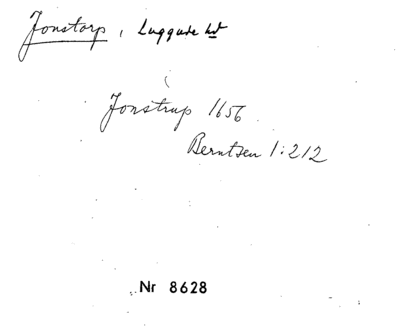 Jonstorp, Luggude hd
Jonstrup 1656
Berntsen 1:212
Nr 8628